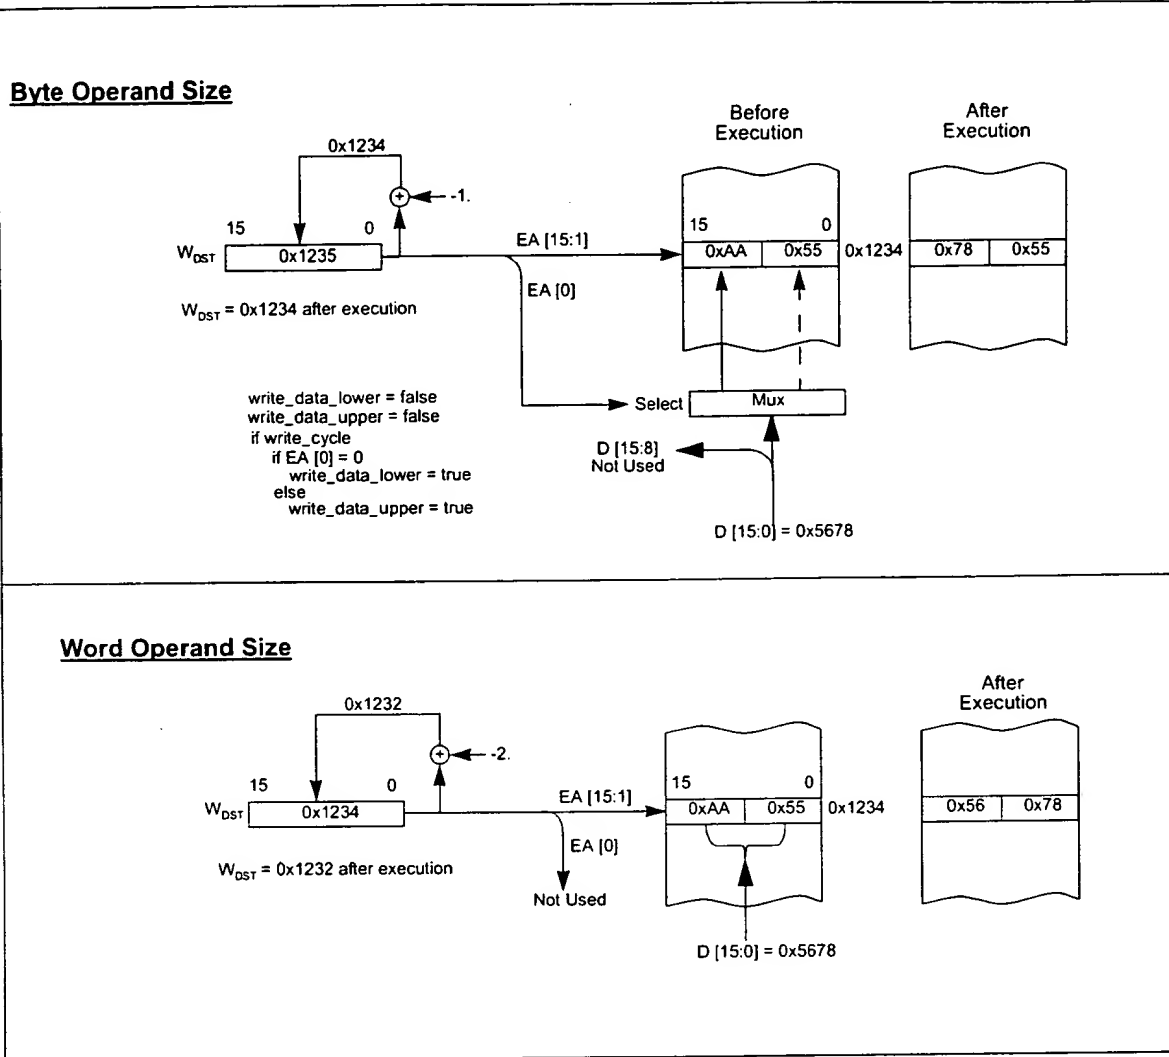 Byte Operand Size
Before
Execution
After
Execution
0x1234
-1.
+
15 0
15 0
W_DST 0x1235
EA [15:1]
0xAA 0x55 0x1234 0x78 0x55
EA [0]
W_DST = 0x1234 after execution
write_data_lower = false
write_data_upper = false
if write_cycle
if EA [0] = 0
write_data_lower = true
else
write_data_upper = true
Select Mux
D [15:8]
Not Used
D [15:0] = 0x5678
Word Operand Size
After
Execution
0x1232
+
-2.
15 0
15 0
W_DST 0x1234
EA [15:1]
0xAA 0x55 0x1234 0x56 0x78
EA [0]
W_DST = 0x1232 after execution
Not Used
D [15:0] = 0x5678